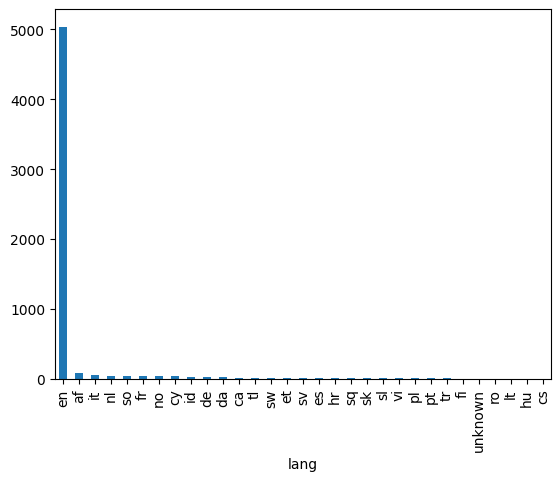 5000
4000
3000
2000
1000
0
en
af
it
nl
so
fr
no
cy
id
de
da
ca
tl
sw
et
sv
es
hr
sq
sk
sl
vi
pl
pt
tr
fi
unknown
ro
lt
hu
cs
lang